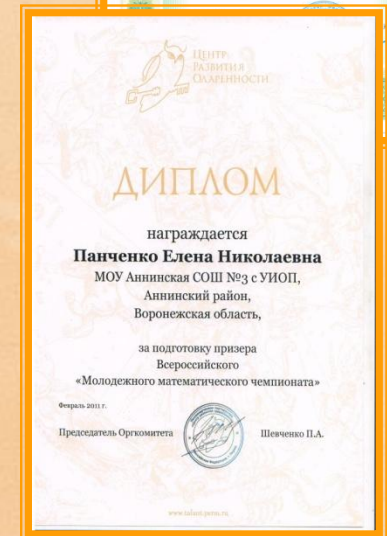 Центр
Развития
Одаренности
ДИПЛОМ
награждается
Панченко Елена Николаевна
МОУ Аннинская СОШ №3 с УИОП,
Аннинский район,
Воронежская область,
за подготовку призера
Всероссийского
«Молодежного математического чемпионата»
Февраль 2011 г.
Председатель Оргкомитета Шевченко П.А.
www.talant.perm.ru